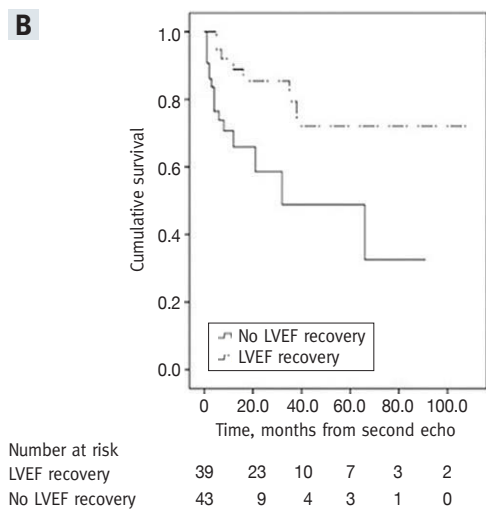 B
Cumulative survival
1.0
0.8
0.6
0.4
0.2
0.0
No LVEF recovery
LVEF recovery
0 20.0 40.0 60.0 80.0 100.0
Time, months from second echo
Number at risk
LVEF recovery 39 23 10 7 3 2
No LVEF recovery 43 9 4 3 1 0